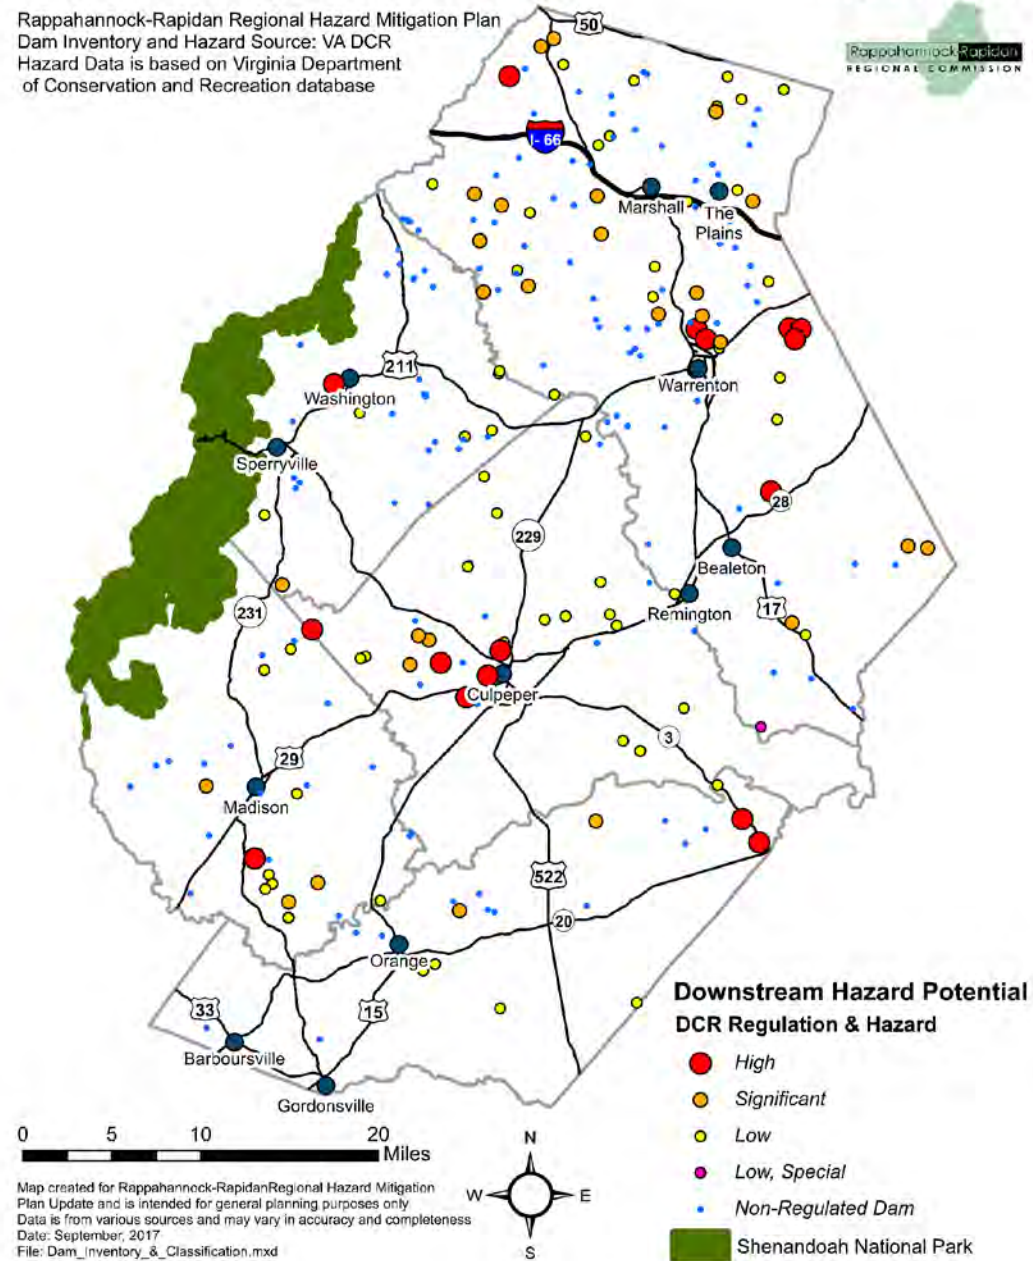 Rappahannock-Rapidan Regional Hazard Mitigation Plan
Dam Inventory and Hazard Source: VA DCR
Hazard Data is based on Virginia Department
of Conservation and Recreation database
Rappahannock-Rapidan
REGIONAL COMMISSION
50
I-66
Marshall
The
Plains
211
Washington
Warrenton
Sperryville
28
229
Bealeton
Remington
17
231
Culpeper
3
29
Madison
522
20
Orange
33
15
Barboursville
Gordonsville
Downstream Hazard Potential
DCR Regulation & Hazard
High
Significant
Low
Low, Special
Non-Regulated Dam
Shenandoah National Park
0 5 10 20
Miles
N
W E
S
Map created for Rappahannock-RapidanRegional Hazard Mitigation
Plan Update and is intended for general planning purposes only
Data is from various sources and may vary in accuracy and completeness
Date: September, 2017
File: Dam_Inventory_&_Classification.mxd